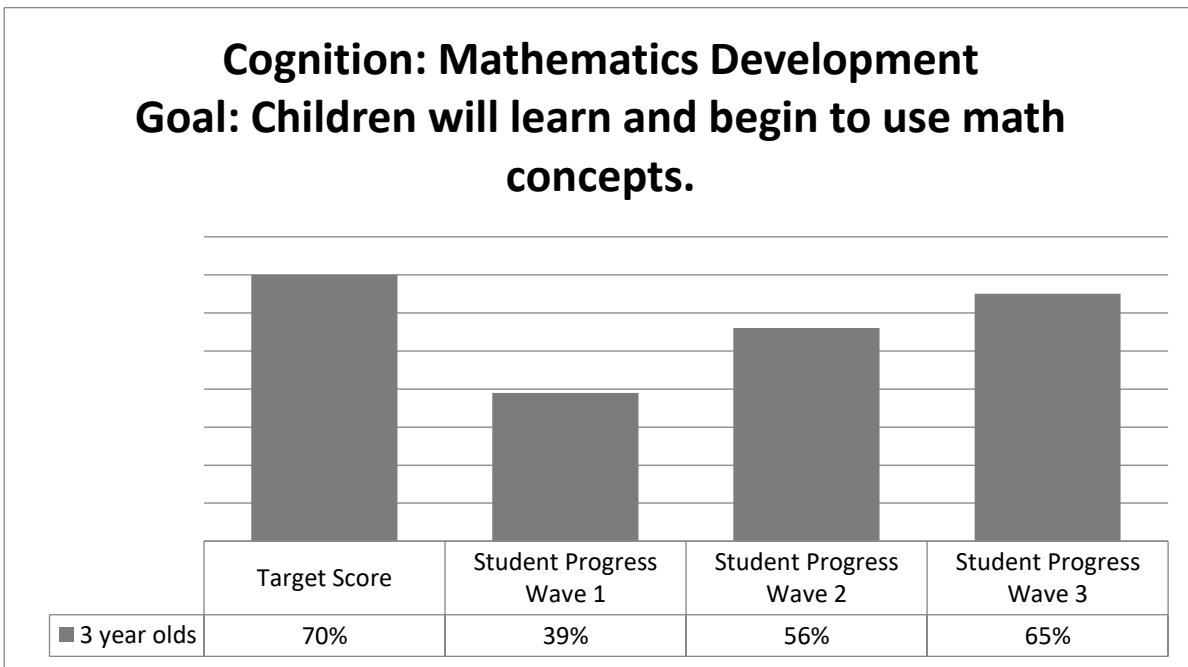 Cognition: Mathematics Development
Goal: Children will learn and begin to use math
concepts.
Target Score
Student Progress
Wave 1
Student Progress
Wave 2
Student Progress
Wave 3
3 year olds 70% 39% 56% 65%